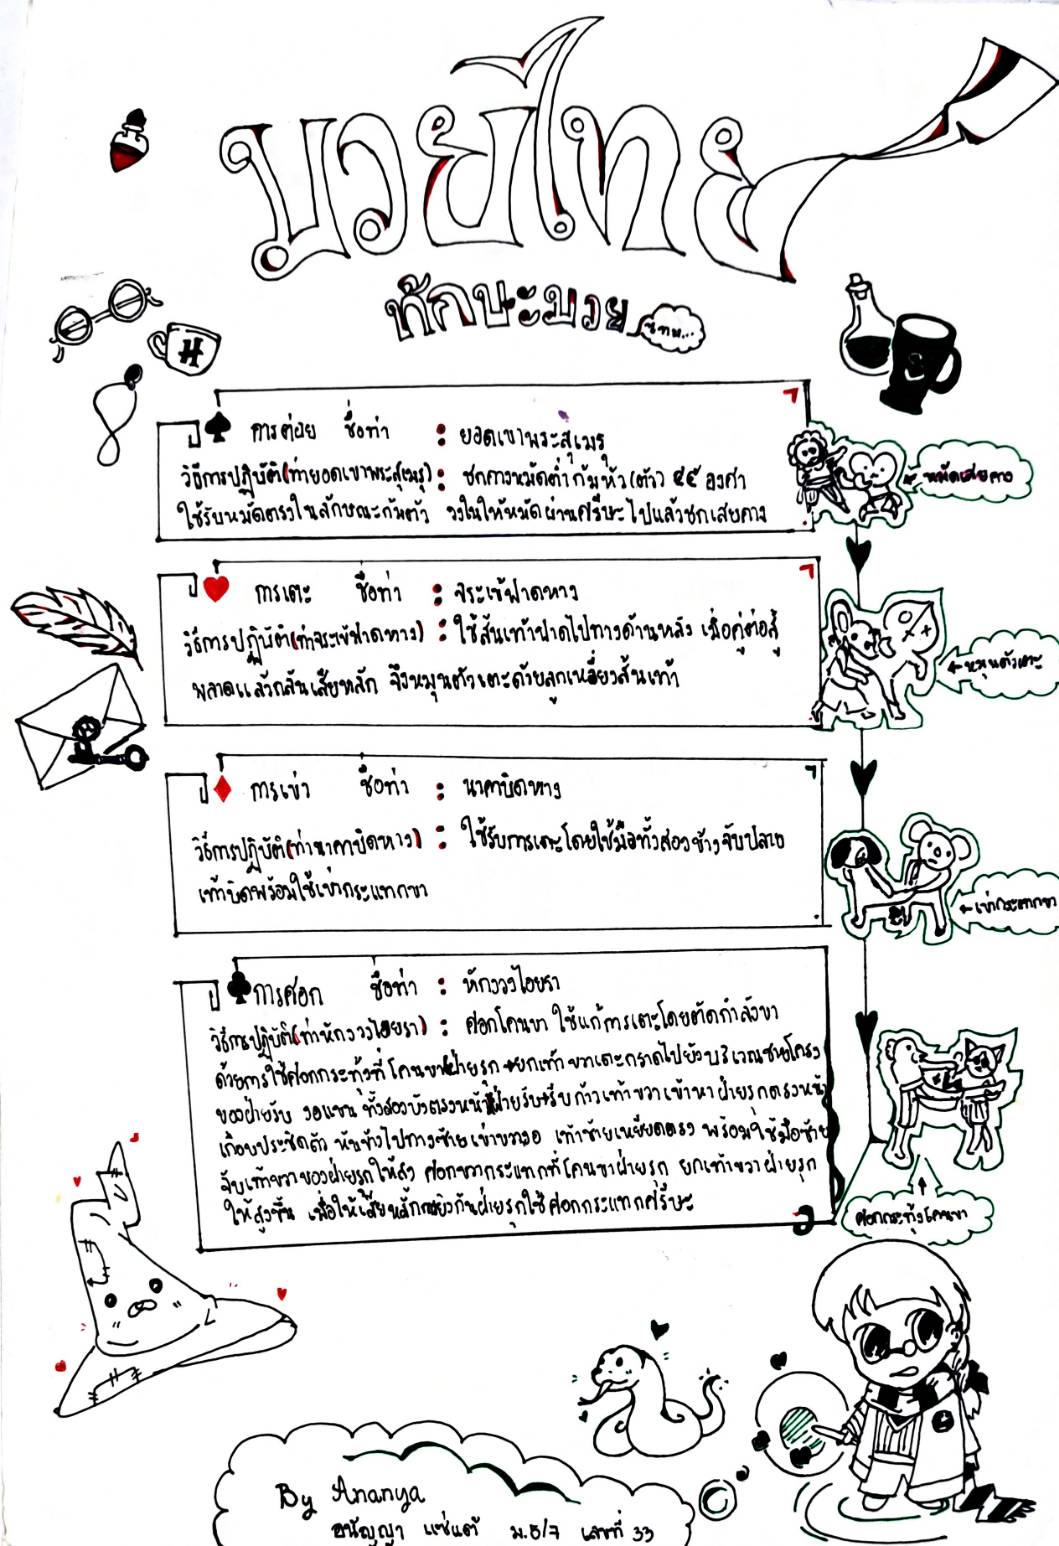 มวยไทย
ทักษะมวย
♠ การต่อย ชื่อท่า : ยอดเขาพระสุเมรุ
วิธีการปฏิบัติ(ท่ายอดเขาพระสุเมรุ) : ชกคางหมัดต่ำก้มหัว(ตัว) ๔๕ องศา
ใช้รับหมัดตรงในลักษณะก้มตัว วงในให้หมัดผ่านศรีษะไปแล้วชกเสยคาง
หมัดเสยคาง
♥ การเตะ ชื่อท่า : จระเข้ฟาดหาง
วิธีการปฏิบัติ(ท่าจระเข้ฟาดหาง) : ใช้ส้นเท้าฟาดไปทางด้านหลัง เมื่อคู่ต่อสู้
พลาดแล้วถลันเสียหลัก จึงหมุนตัวเตะด้วยลูกเหลี่ยวส้นเท้า
←หมุนตัวเตะ
♦ การเข่า ชื่อท่า : นาคาบิดหาง
วิธีการปฏิบัติ(ท่านาคาบิดหาง) : ใช้รับการเตะโดยใช้มือทั้งสองข้างจับปลาย
เท้าบิดพร้อมใช้เข่ากระแทกขา
←เข่ากระแทกขา
♣ การศอก ชื่อท่า : หักงวงไอยรา
วิธีการปฏิบัติ(ท่าหักงวงไอยรา) : ศอกโคนขา ใช้แก้การเตะโดยตัดกำลังขา
ด้วยการใช้ศอกกระทุ้งที่โคนขาฝ่ายรุก ยกเท้าขวาเตะกราดไปยังบริเวณชายโครง
ของฝ่ายรับ งอแขนทั้งสองบังตรงหน้าฝ่ายรับรีบก้าวเท้าขวาเข้าหาฝ่ายรุกตรงหน้า
เกือบประชิดตัว หันข้างไปทางซ้ายเข่าขวางอ เท้าซ้ายเหยียดตรง พร้อมใช้มือซ้าย
จับเท้าขวาของฝ่ายรุกให้สูง ศอกขวากระแทกที่โคนขาฝ่ายรุก ยกเท้าขวาฝ่ายรุก
ให้สูงขึ้น เพื่อให้เสียหลักกันฝ่ายรุกใช้ศอกกระแทกศรีษะ
ศอกกระทุ้งโคนขา
By Ananya
อนัญญา แซ่แต้ ม.5/7 เลขที่ 33